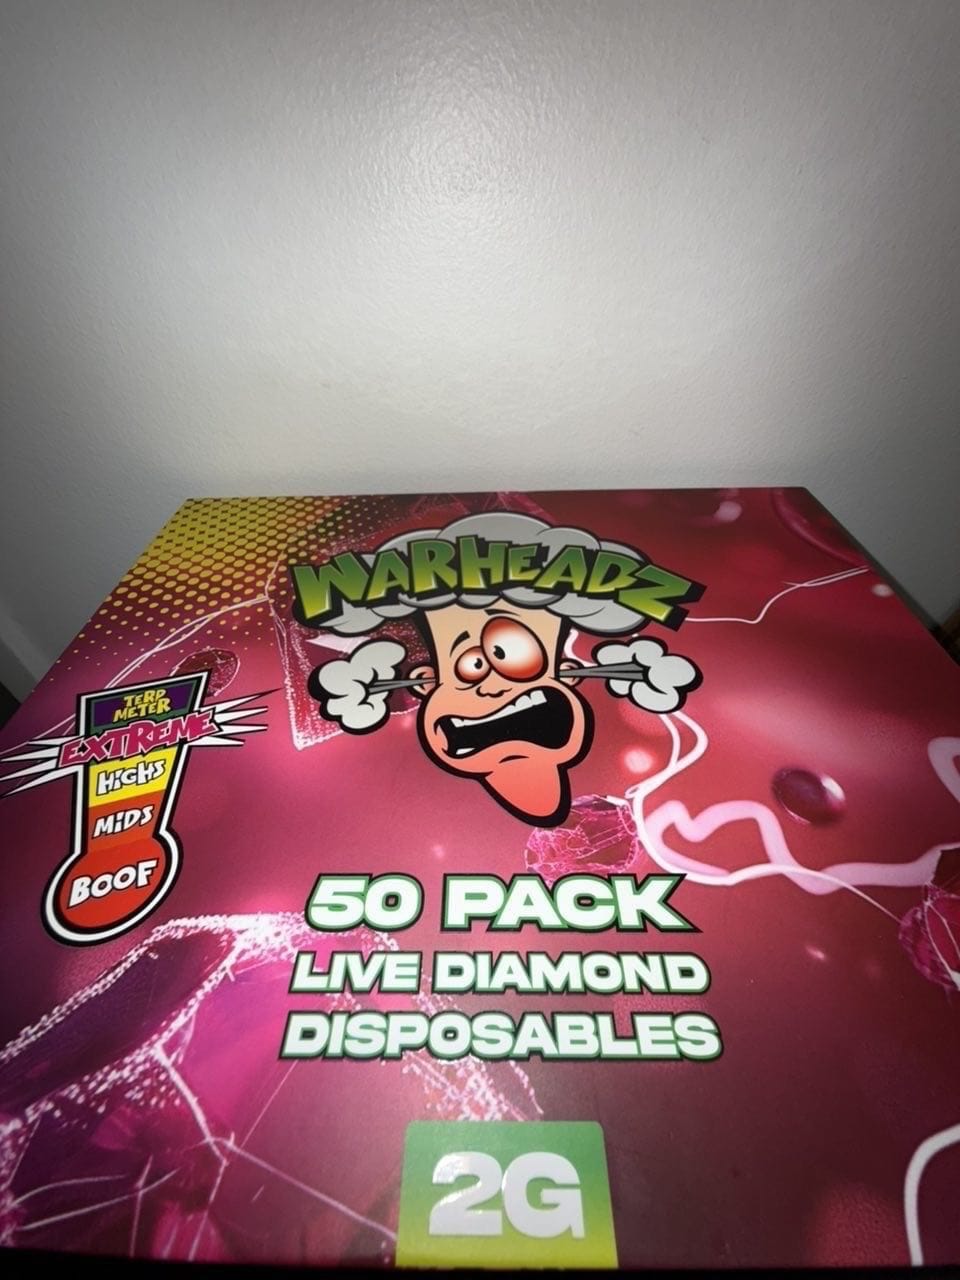 WARHEADZ
TERP
METER
EXTREME
HIGHS
MIDS
BOOF
50 PACK
LIVE DIAMOND
DISPOSABLES
2G